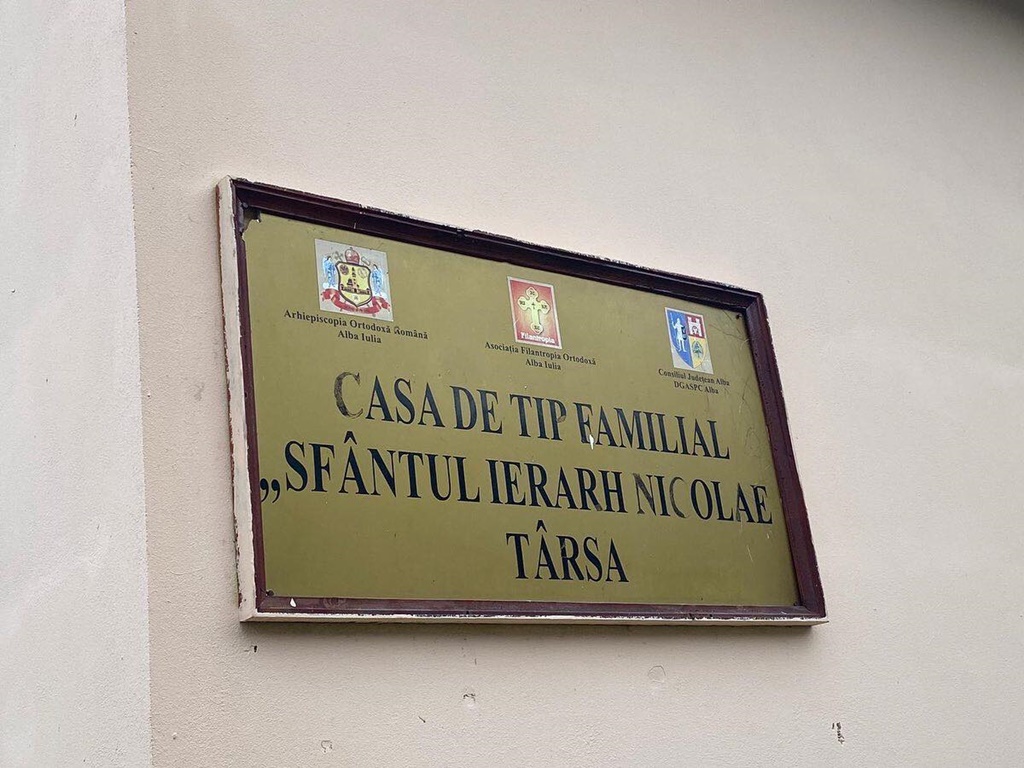 Arhiepiscopia Ortodoxă Română
Alba Iulia
Filantropia
Asociația Filantropia Ortodoxă
Alba Iulia
Consiliul Județean Alba
DGASPC Alba
CASA DE TIP FAMILIAL
„SFÂNTUL IERARH NICOLAE
TÂRSA